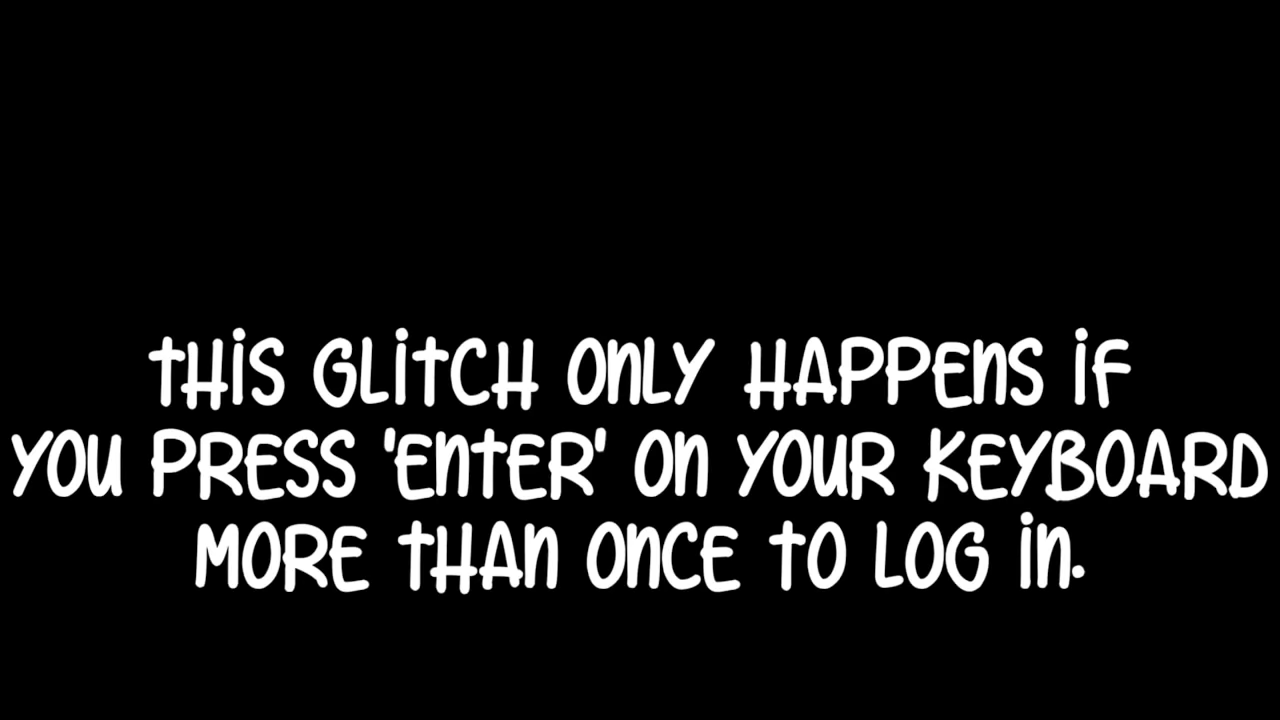 THIS GLITCH ONLY HAPPENS IF
YOU PRESS 'ENTER' ON YOUR KEYBOARD
MORE THAN ONCE TO LOG IN.